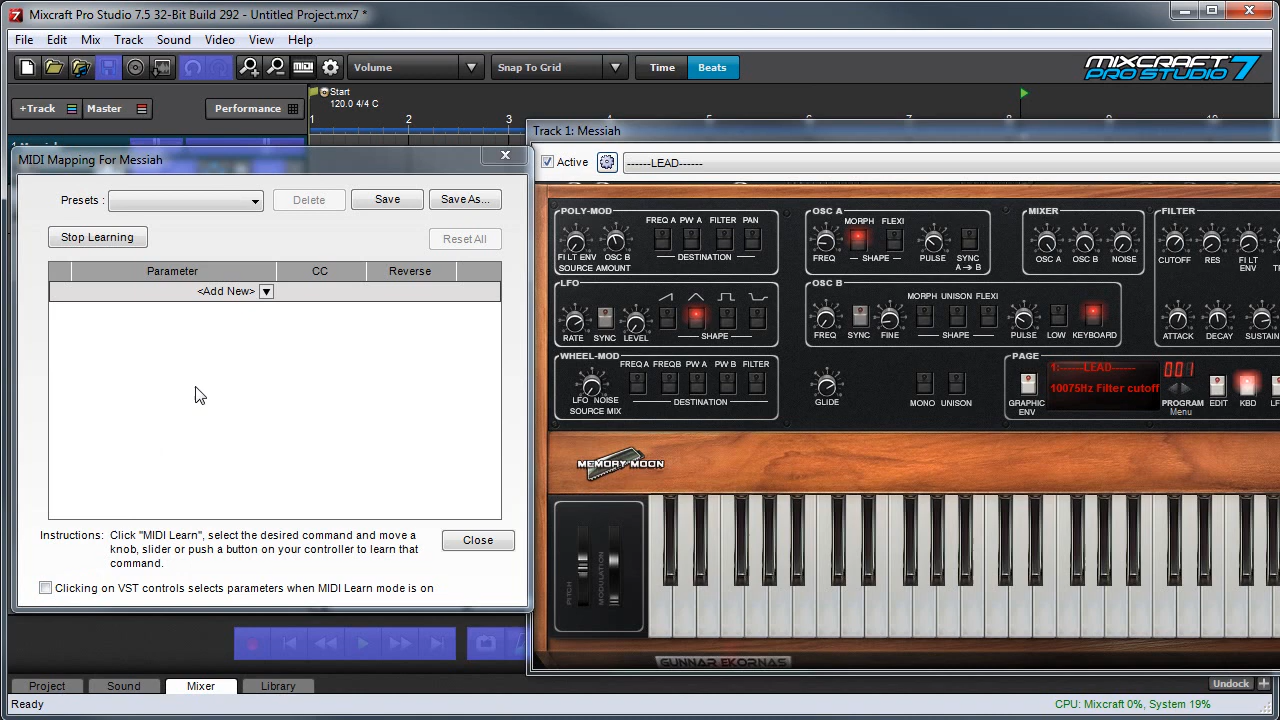 Mixcraft Pro Studio 7.5 32-Bit Build 292 - Untitled Project.mx7 *
File Edit Mix Track Sound Video View Help
Volume Snap To Grid Time Beats MIXCRAFT PRO STUDIO 7
+Track Master Performance
Start
120.0 4/4 C
1 2
Track 1: Messiah
MIDI Mapping For Messiah
Active ------LEAD------
Presets : Delete Save Save As...
Stop Learning Reset All
Parameter CC Reverse
<Add New>
Instructions: Click "MIDI Learn", select the desired command and move a
knob, slider or push a button on your controller to learn that
command.
Close
Clicking on VST controls selects parameters when MIDI Learn mode is on
POLY-MOD
FREQ A PW A FILTER PAN
FILT ENV OSC B
SOURCE AMOUNT DESTINATION
OSC A
MORPH FLEXI
FREQ SHAPE PULSE SYNC
A → B
MIXER
OSC A OSC B NOISE
FILTER
CUTOFF RES FILT
ENV
LFO
RATE SYNC LEVEL SHAPE
OSC B
MORPH UNISON FLEXI
FREQ SYNC FINE SHAPE PULSE LOW KEYBOARD
ATTACK DECAY SUSTAIN
WHEEL-MOD
FREQ A FREQ B PW A PW B FILTER
LFO NOISE
SOURCE MIX DESTINATION
GLIDE MONO UNISON
PAGE
1:------LEAD------ 001
10075Hz Filter cutoff
GRAPHIC
ENV
PROGRAM
Menu
EDIT KBD
MEMORYMOON
PITCH
MODULATION
GUNNAR EKORNAS
Project Sound Mixer Library Undock
Ready CPU: Mixcraft 0%, System 19%